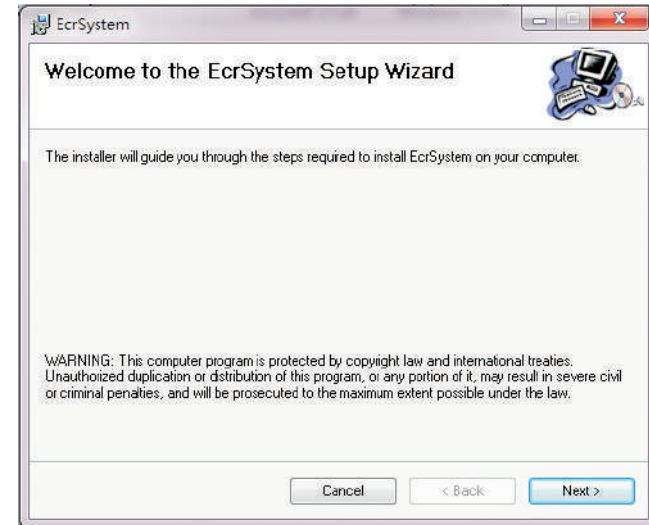 EcrSystem
Welcome to the EcrSystem Setup Wizard
The installer will guide you through the steps required to install EcrSystem on your computer.
WARNING: This computer program is protected by copyright law and international treaties.
Unauthorized duplication or distribution of this program, or any portion of it, may result in severe civil
or criminal penalties, and will be prosecuted to the maximum extent possible under the law.
Cancel
< Back
Next >